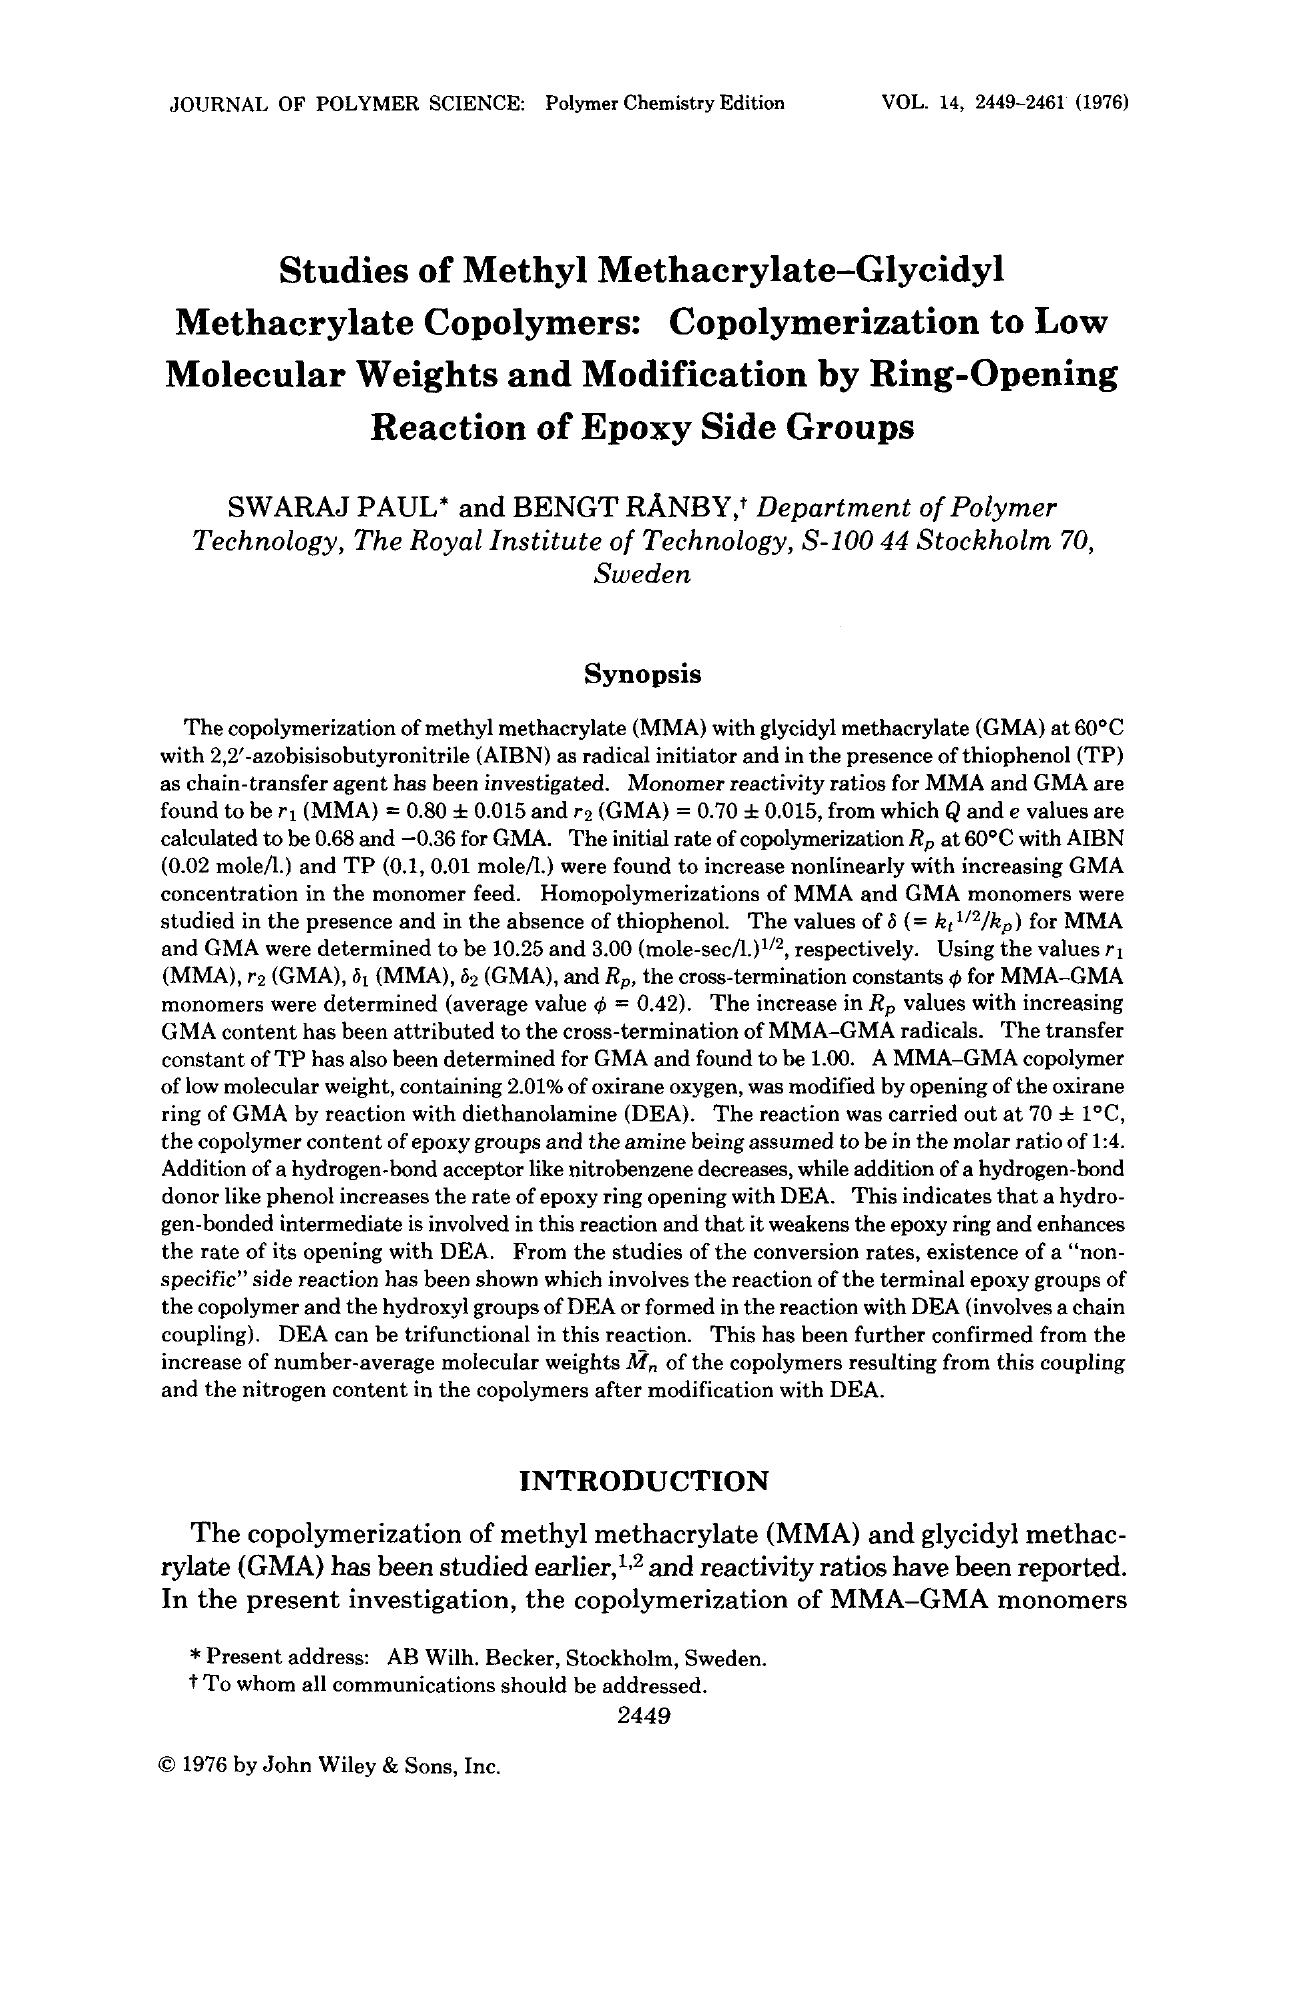 JOURNAL OF POLYMER SCIENCE: Polymer Chemistry Edition VOL. 14, 2449–2461 (1976)
Studies of Methyl Methacrylate–Glycidyl
Methacrylate Copolymers: Copolymerization to Low
Molecular Weights and Modification by Ring-Opening
Reaction of Epoxy Side Groups
SWARAJ PAUL* and BENGT RÅNBY,† Department of Polymer
Technology, The Royal Institute of Technology, S-100 44 Stockholm 70,
Sweden
Synopsis
The copolymerization of methyl methacrylate (MMA) with glycidyl methacrylate (GMA) at 60°C
with 2,2′-azobisisobutyronitrile (AIBN) as radical initiator and in the presence of thiophenol (TP)
as chain-transfer agent has been investigated. Monomer reactivity ratios for MMA and GMA are
found to be r₁ (MMA) = 0.80 ± 0.015 and r₂ (GMA) = 0.70 ± 0.015, from which Q and e values are
calculated to be 0.68 and −0.36 for GMA. The initial rate of copolymerization Rₚ at 60°C with AIBN
(0.02 mole/l.) and TP (0.1, 0.01 mole/l.) were found to increase nonlinearly with increasing GMA
concentration in the monomer feed. Homopolymerizations of MMA and GMA monomers were
studied in the presence and in the absence of thiophenol. The values of δ (= kₜ¹/²/kₚ) for MMA
and GMA were determined to be 10.25 and 3.00 (mole-sec/l.)¹/², respectively. Using the values r₁
(MMA), r₂ (GMA), δ₁ (MMA), δ₂ (GMA), and Rₚ, the cross-termination constants φ for MMA–GMA
monomers were determined (average value φ = 0.42). The increase in Rₚ values with increasing
GMA content has been attributed to the cross-termination of MMA–GMA radicals. The transfer
constant of TP has also been determined for GMA and found to be 1.00. A MMA–GMA copolymer
of low molecular weight, containing 2.01% of oxirane oxygen, was modified by opening of the oxirane
ring of GMA by reaction with diethanolamine (DEA). The reaction was carried out at 70 ± 1°C,
the copolymer content of epoxy groups and the amine being assumed to be in the molar ratio of 1:4.
Addition of a hydrogen-bond acceptor like nitrobenzene decreases, while addition of a hydrogen-bond
donor like phenol increases the rate of epoxy ring opening with DEA. This indicates that a hydro-
gen-bonded intermediate is involved in this reaction and that it weakens the epoxy ring and enhances
the rate of its opening with DEA. From the studies of the conversion rates, existence of a “non-
specific” side reaction has been shown which involves the reaction of the terminal epoxy groups of
the copolymer and the hydroxyl groups of DEA or formed in the reaction with DEA (involves a chain
coupling). DEA can be trifunctional in this reaction. This has been further confirmed from the
increase of number-average molecular weights M̄ₙ of the copolymers resulting from this coupling
and the nitrogen content in the copolymers after modification with DEA.
INTRODUCTION
The copolymerization of methyl methacrylate (MMA) and glycidyl methac-
rylate (GMA) has been studied earlier,¹,² and reactivity ratios have been reported.
In the present investigation, the copolymerization of MMA–GMA monomers
* Present address: AB Wilh. Becker, Stockholm, Sweden.
† To whom all communications should be addressed.
2449
© 1976 by John Wiley & Sons, Inc.